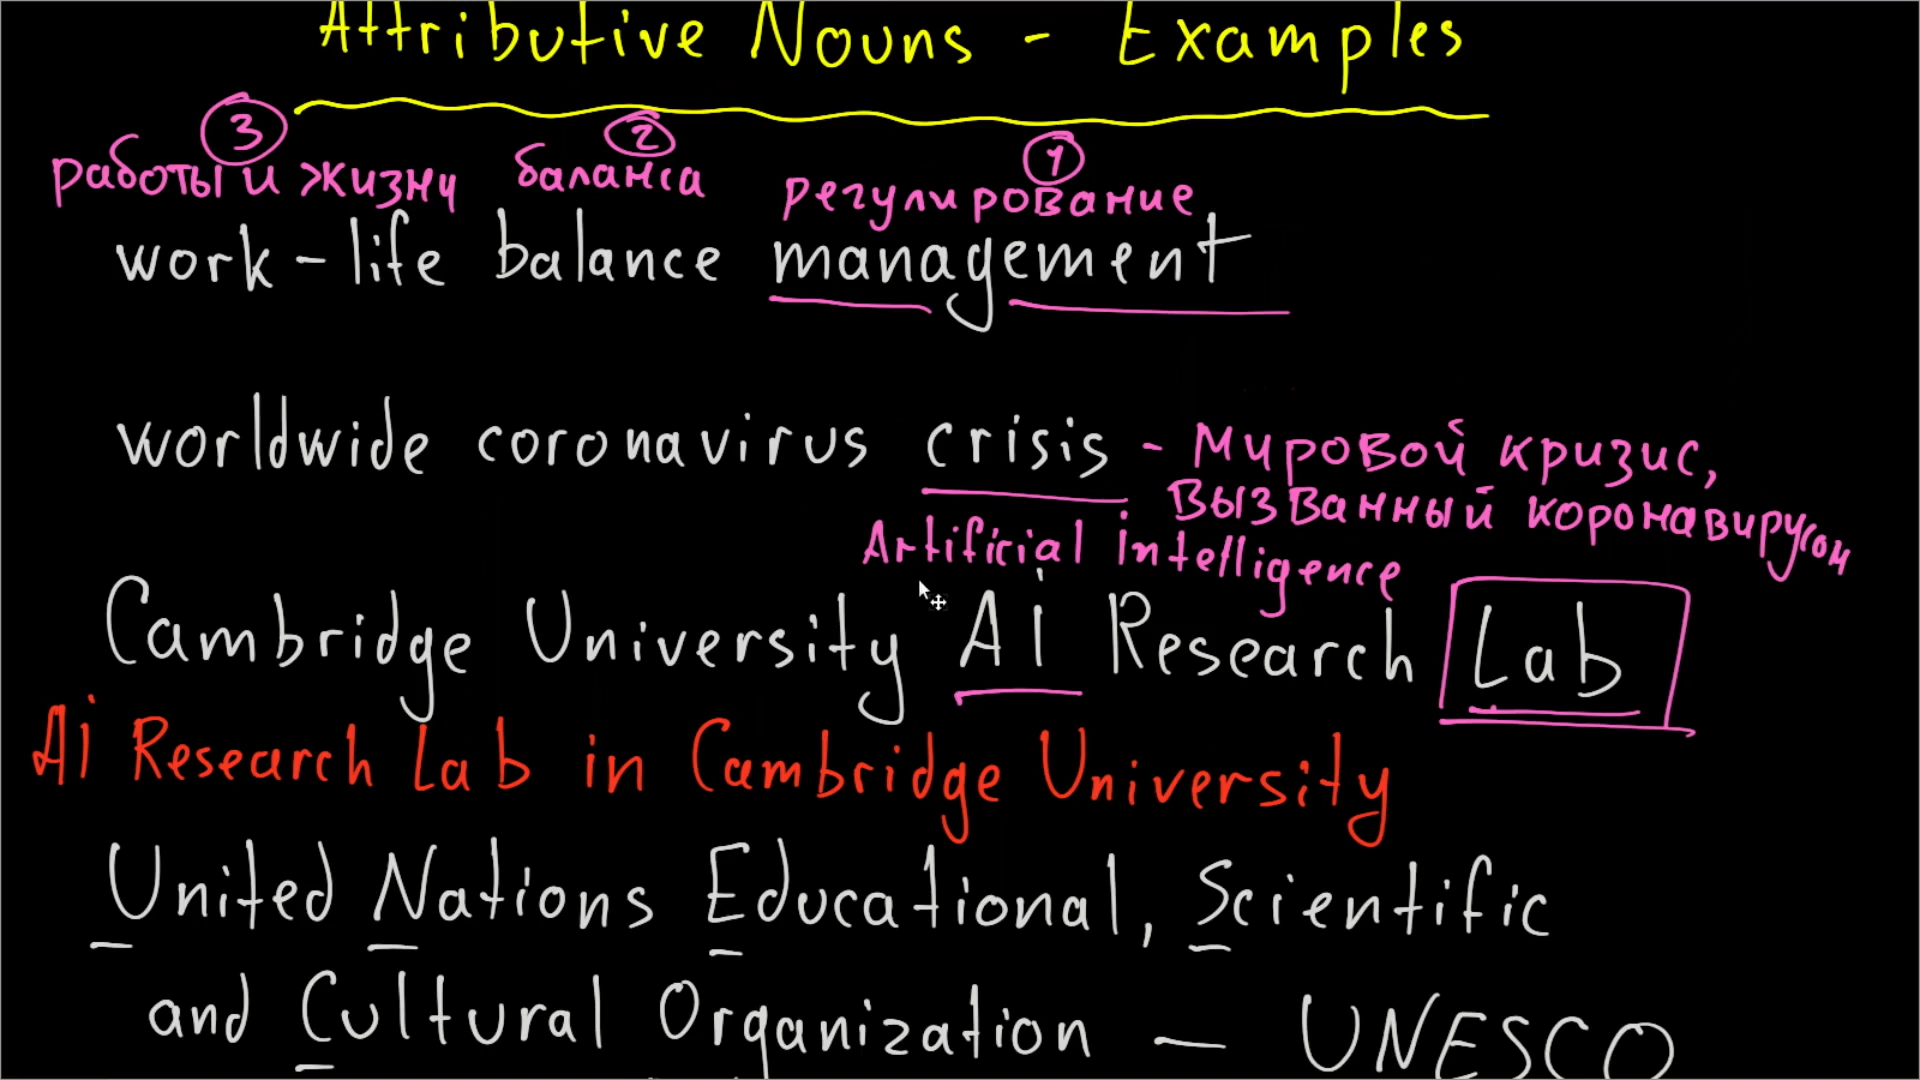 Attributive Nouns - Examples
3 2 1
работы и жизни баланса регулирование
work-life balance management
worldwide coronavirus crisis - Мировой кризис,
вызванный коронавирусом
Artificial intelligence
Cambridge University AI Research Lab
AI Research Lab in Cambridge University
United Nations Educational, Scientific
and Cultural Organization — UNESCO